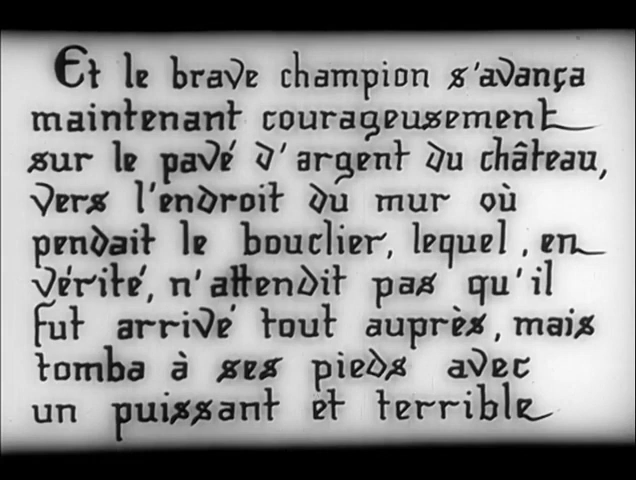 Et le brave champion s'avança
maintenant courageusement
sur le pavé d'argent du château,
vers l'endroit du mur où
pendait le bouclier, lequel, en
vérité, n'attendit pas qu'il
fut arrivé tout auprès, mais
tomba à ses pieds avec
un puissant et terrible